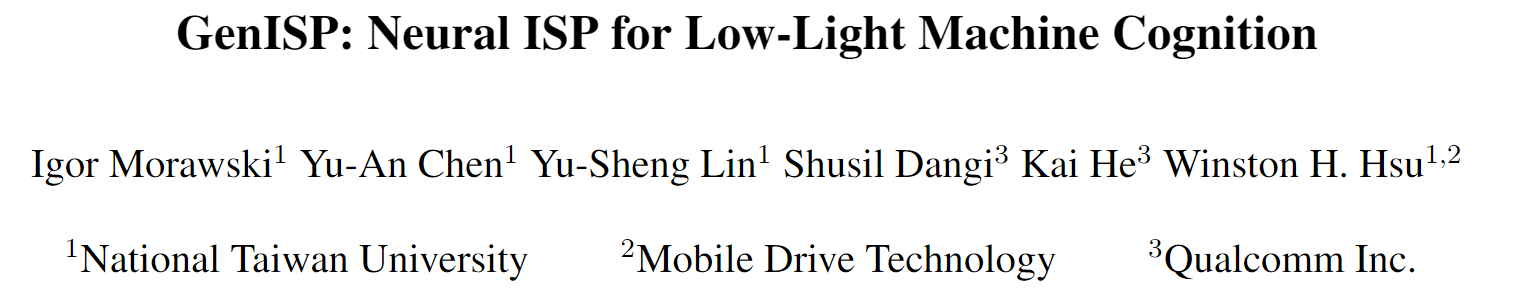 GenISP: Neural ISP for Low-Light Machine Cognition
Igor Morawski¹ Yu-An Chen¹ Yu-Sheng Lin¹ Shusil Dangi³ Kai He³ Winston H. Hsu¹,²
¹National Taiwan University ²Mobile Drive Technology ³Qualcomm Inc.